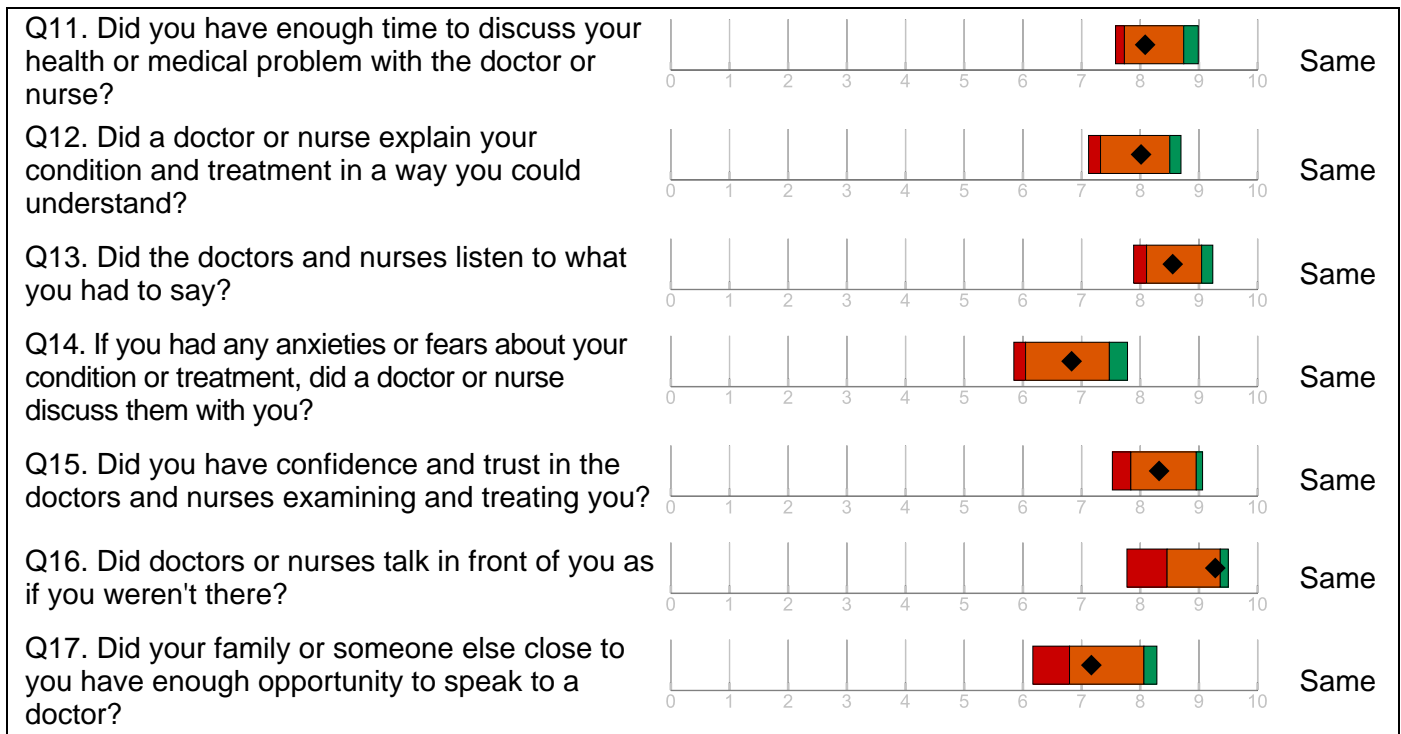 Q11. Did you have enough time to discuss your
health or medical problem with the doctor or
nurse?
0 1 2 3 4 5 6 7 8 9 10
Same
Q12. Did a doctor or nurse explain your
condition and treatment in a way you could
understand?
0 1 2 3 4 5 6 7 8 9 10
Same
Q13. Did the doctors and nurses listen to what
you had to say?
0 1 2 3 4 5 6 7 8 9 10
Same
Q14. If you had any anxieties or fears about your
condition or treatment, did a doctor or nurse
discuss them with you?
0 1 2 3 4 5 6 7 8 9 10
Same
Q15. Did you have confidence and trust in the
doctors and nurses examining and treating you?
0 1 2 3 4 5 6 7 8 9 10
Same
Q16. Did doctors or nurses talk in front of you as
if you weren't there?
0 1 2 3 4 5 6 7 8 9 10
Same
Q17. Did your family or someone else close to
you have enough opportunity to speak to a
doctor?
0 1 2 3 4 5 6 7 8 9 10
Same